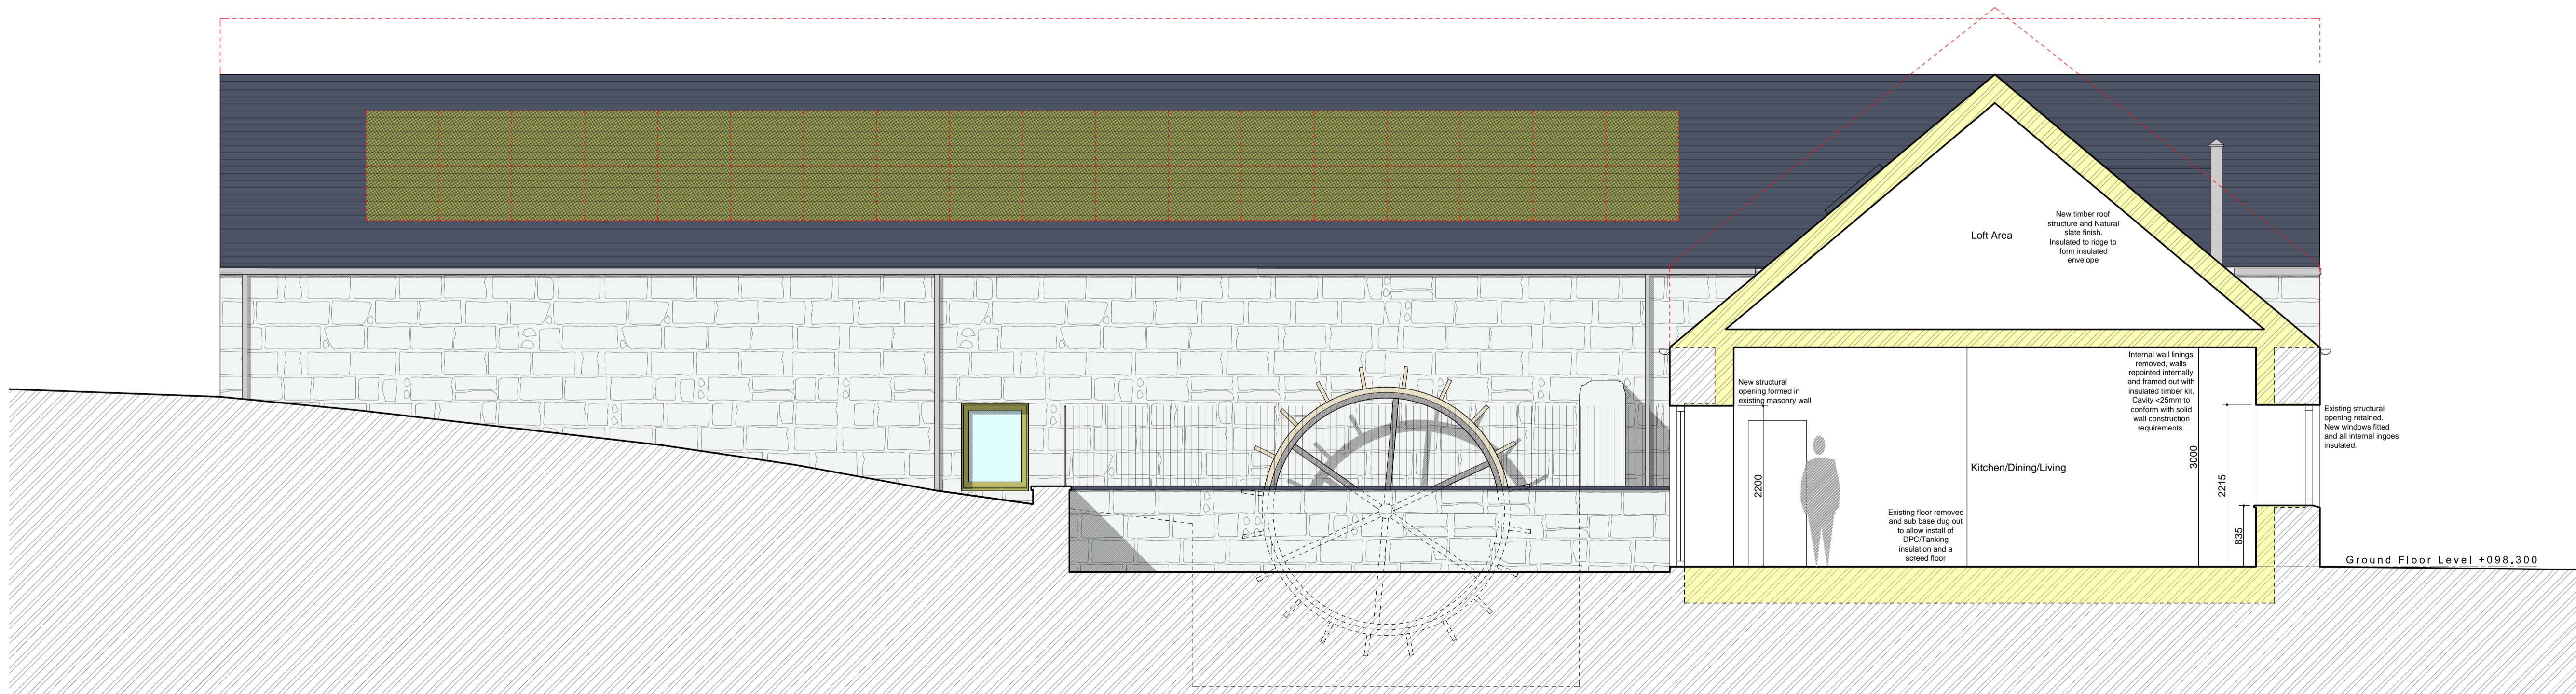 New timber roof
structure and Natural
slate finish.
Insulated to ridge to
form insulated
envelope
Loft Area
Internal wall linings
removed, walls
repointed internally
and framed out with
insulated timber kit.
Cavity <25mm to
conform with solid
wall construction
requirements.
New structural
opening formed in
existing masonry wall
Existing structural
opening retained.
New windows fitted
and all internal ingoes
insulated.
Kitchen/Dining/Living
3000
2200
2215
835
Existing floor removed
and sub base dug out
to allow install of
DPC/Tanking
insulation and a
screed floor
Ground Floor Level +098.300